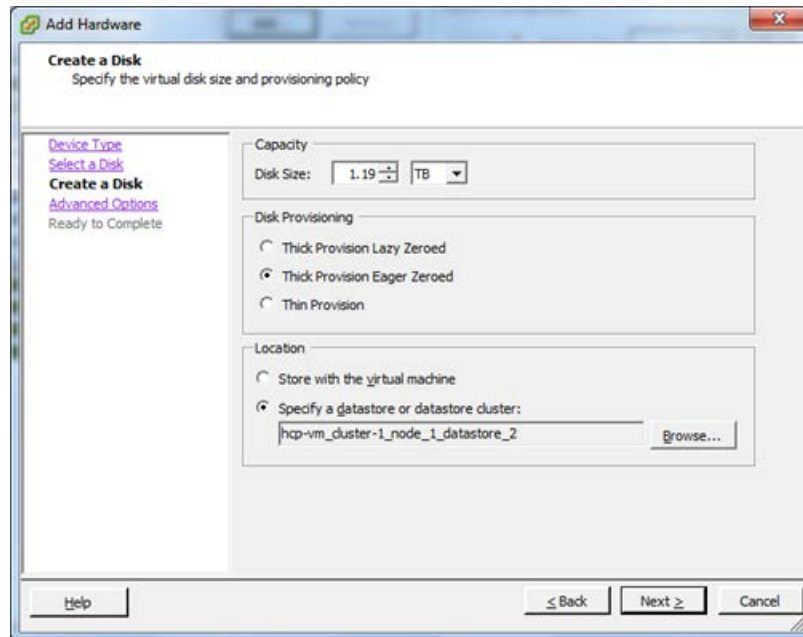 Add Hardware
Create a Disk
Specify the virtual disk size and provisioning policy
Device Type
Select a Disk
Create a Disk
Advanced Options
Ready to Complete
Capacity
Disk Size: 1.19 TB
Disk Provisioning
Thick Provision Lazy Zeroed
Thick Provision Eager Zeroed
Thin Provision
Location
Store with the virtual machine
Specify a datastore or datastore cluster:
hcp-vm_cluster-1_node_1_datastore_2
Browse...
Help
< Back
Next >
Cancel